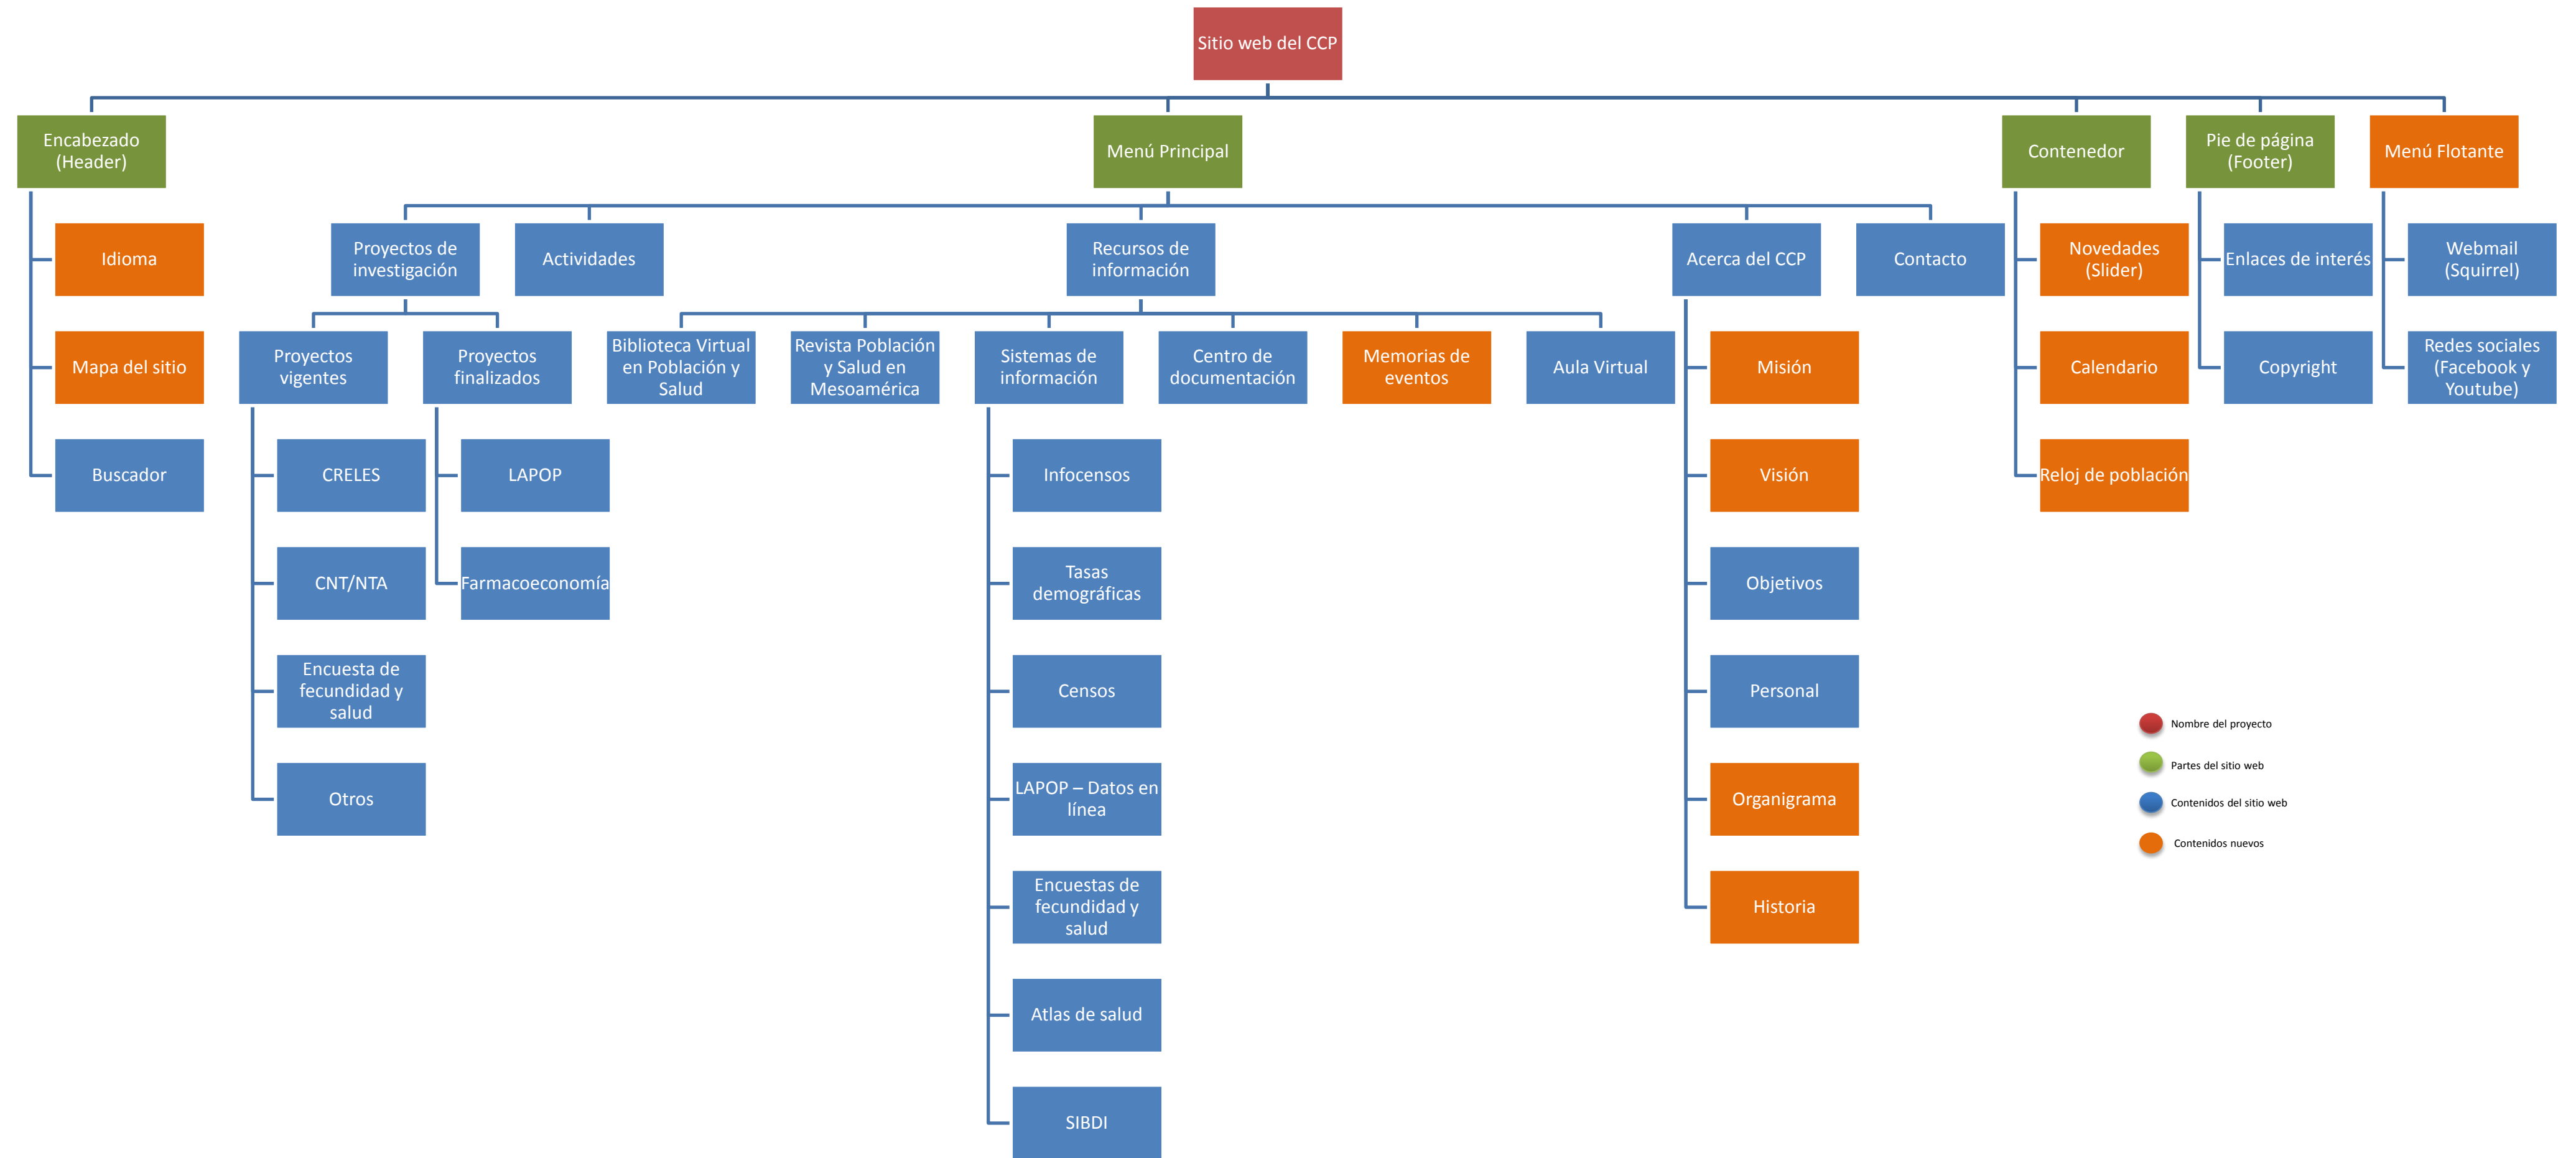 Sitio web del CCP
Encabezado
(Header)
Menú Principal
Contenedor
Pie de página
(Footer)
Menú Flotante
Idioma
Mapa del sitio
Buscador
Proyectos de
investigación
Actividades
Recursos de
información
Acerca del CCP
Contacto
Proyectos
vigentes
Proyectos
finalizados
Biblioteca Virtual
en Población y
Salud
Revista Población
y Salud en
Mesoamérica
Sistemas de
información
Centro de
documentación
Memorias de
eventos
Aula Virtual
CRELES
CNT/NTA
Encuesta de
fecundidad y
salud
Otros
LAPOP
Farmacoeconomía
Infocensos
Tasas
demográficas
Censos
LAPOP – Datos en
línea
Encuestas de
fecundidad y
salud
Atlas de salud
SIBDI
Misión
Visión
Objetivos
Personal
Organigrama
Historia
Novedades
(Slider)
Calendario
Reloj de población
Enlaces de interés
Copyright
Webmail
(Squirrel)
Redes sociales
(Facebook y
Youtube)
Nombre del proyecto
Partes del sitio web
Contenidos del sitio web
Contenidos nuevos